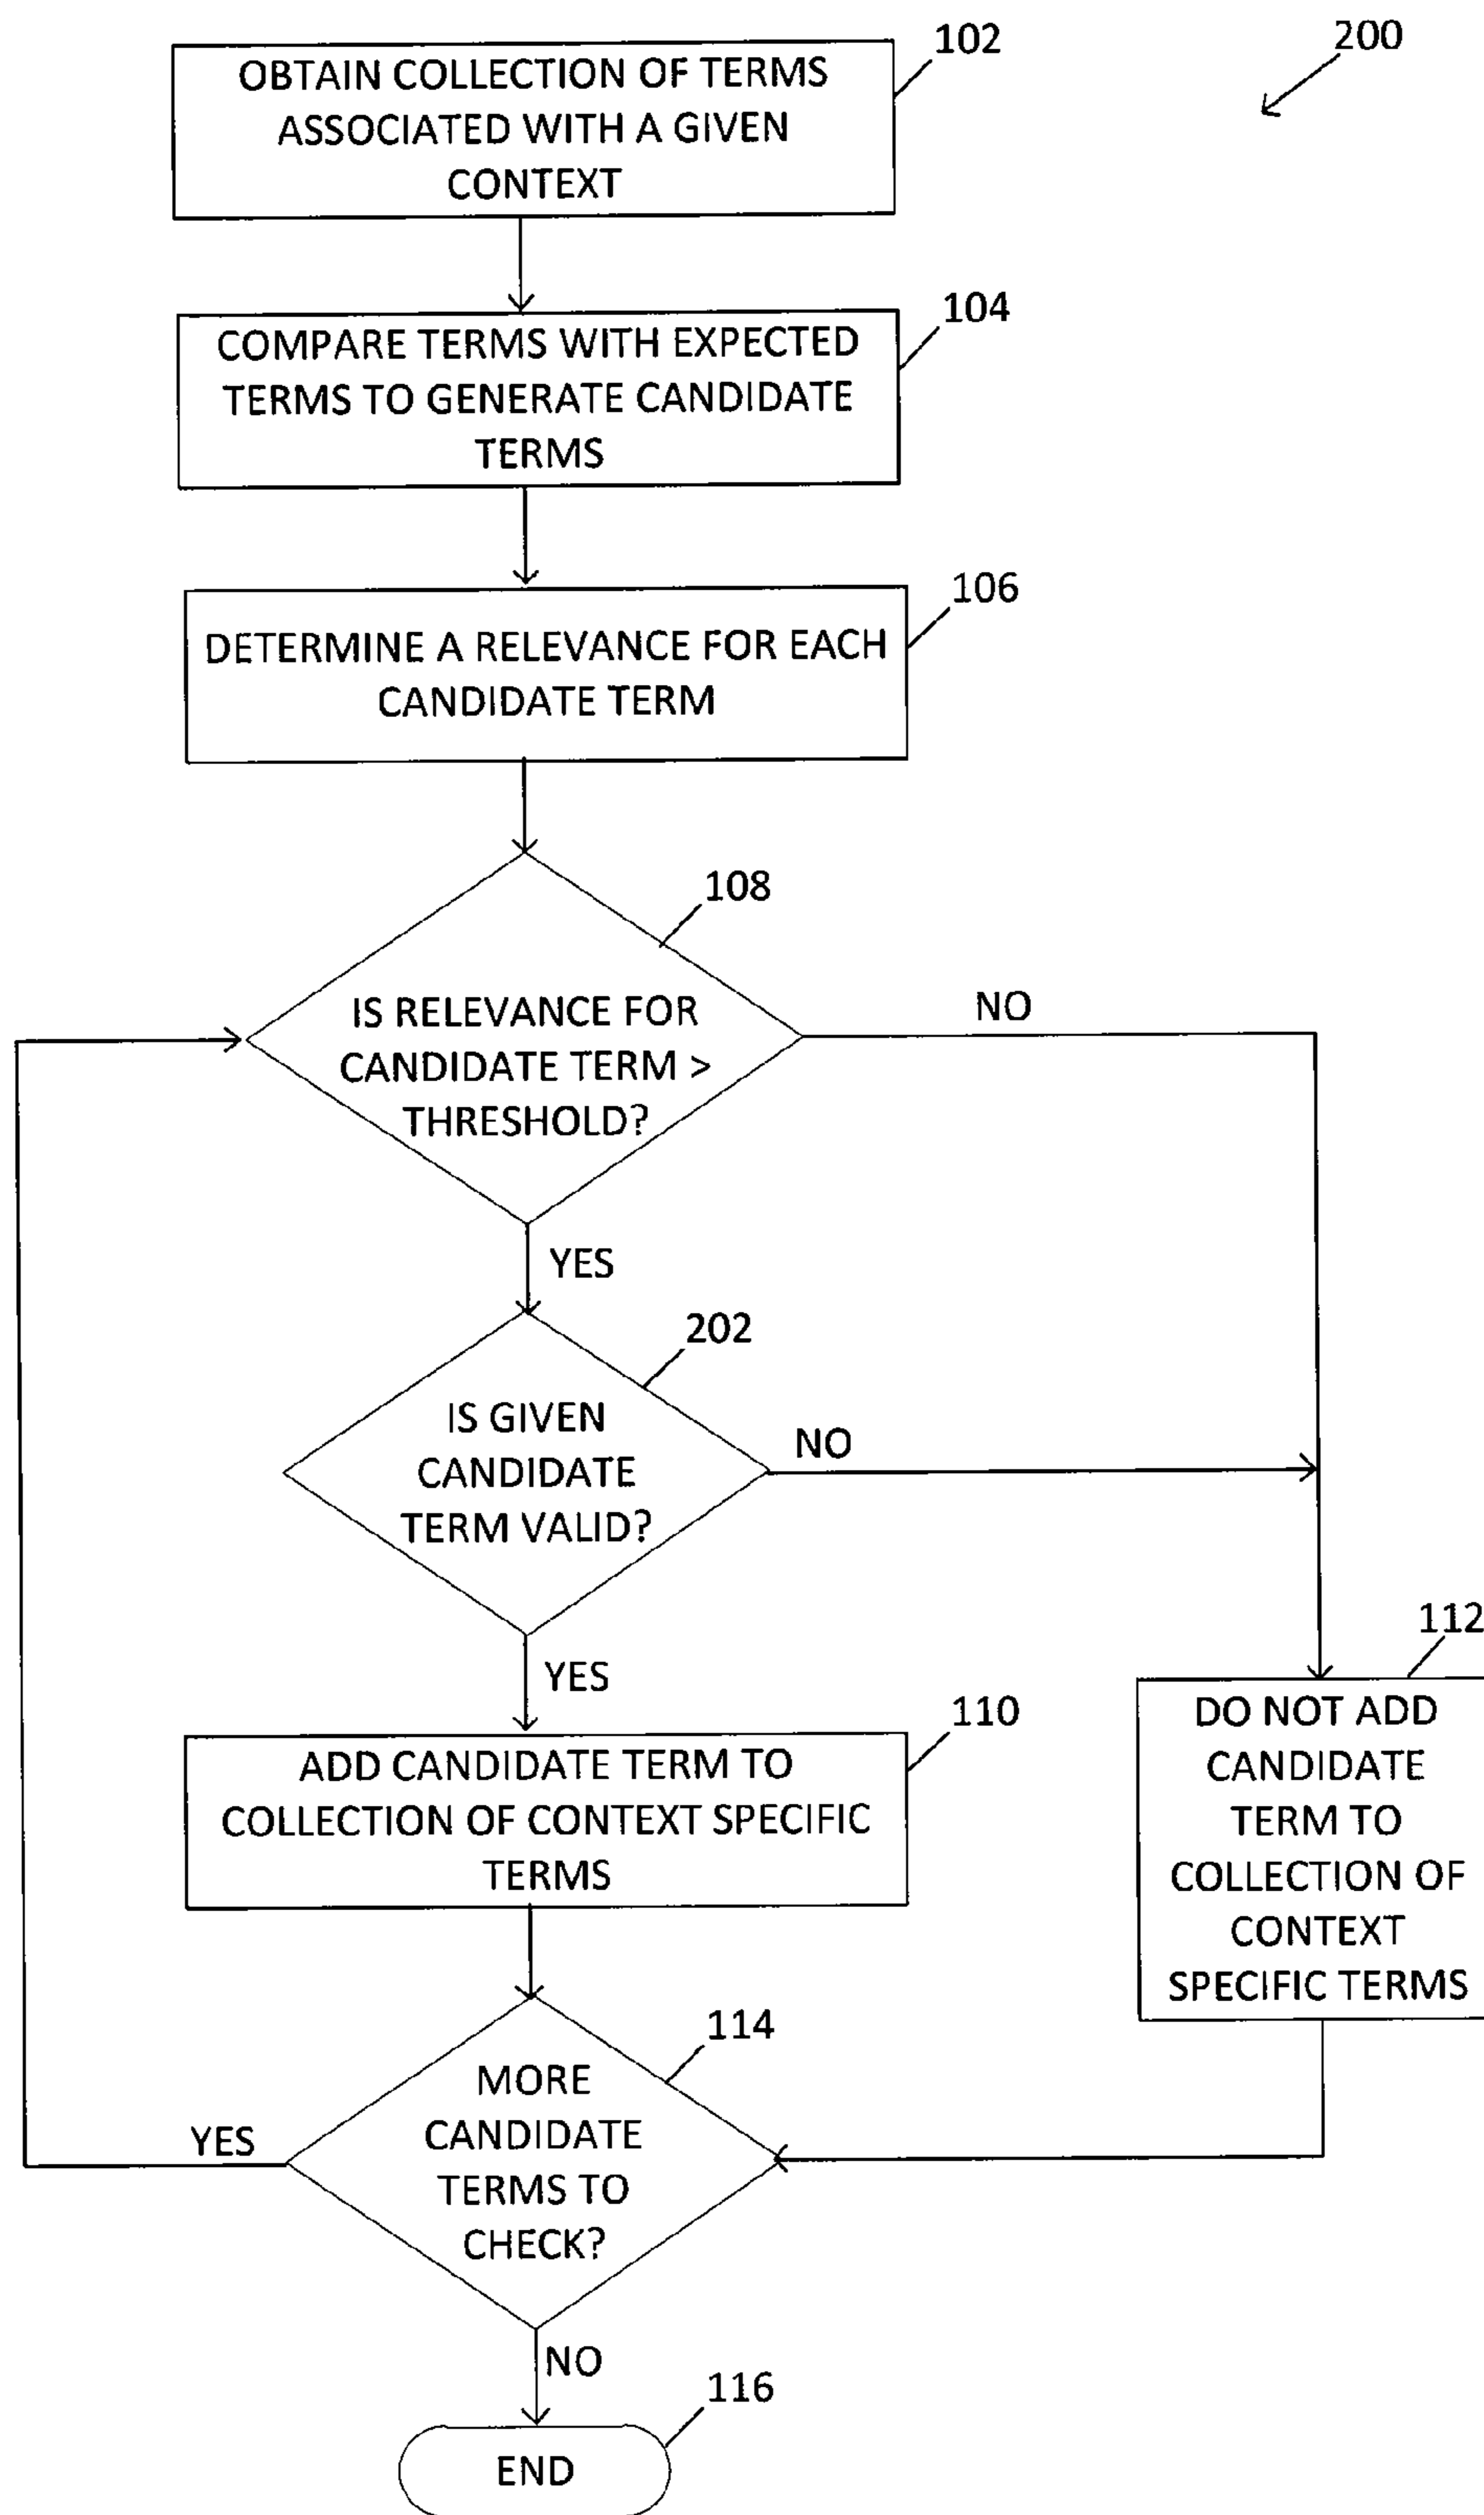 200
102
OBTAIN COLLECTION OF TERMS
ASSOCIATED WITH A GIVEN
CONTEXT
104
COMPARE TERMS WITH EXPECTED
TERMS TO GENERATE CANDIDATE
TERMS
106
DETERMINE A RELEVANCE FOR EACH
CANDIDATE TERM
108
IS RELEVANCE FOR
CANDIDATE TERM >
THRESHOLD?
NO
YES
202
IS GIVEN
CANDIDATE
TERM VALID?
NO
YES
110
ADD CANDIDATE TERM TO
COLLECTION OF CONTEXT SPECIFIC
TERMS
112
DO NOT ADD
CANDIDATE
TERM TO
COLLECTION OF
CONTEXT
SPECIFIC TERMS
114
MORE
CANDIDATE
TERMS TO
CHECK?
YES
NO
116
END